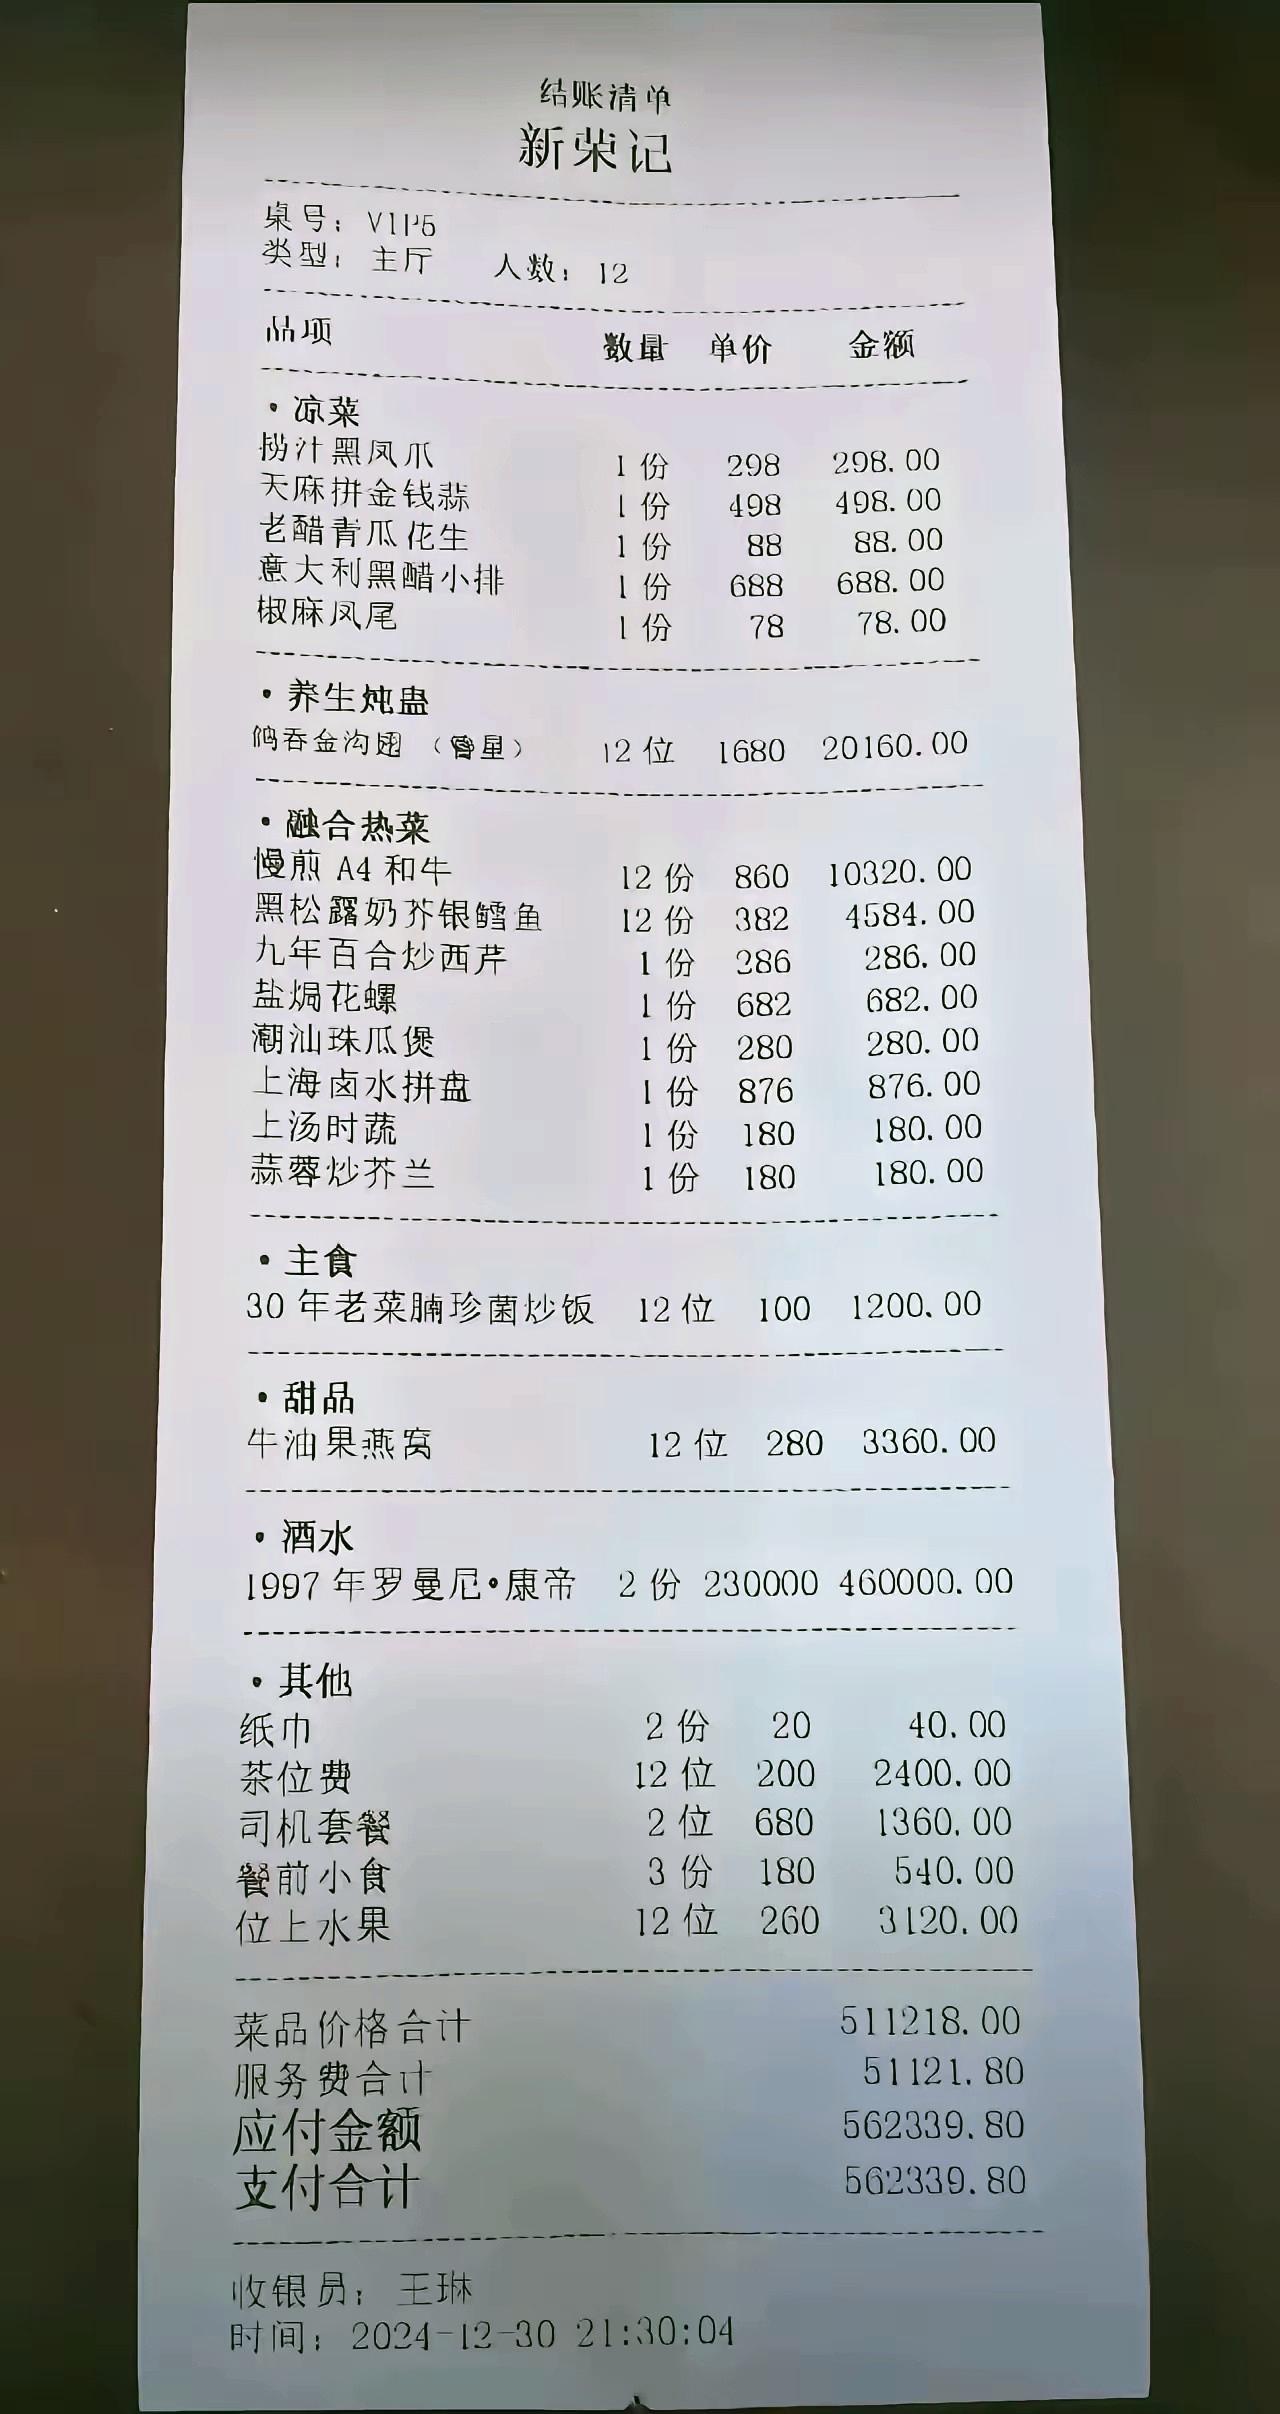 结账清单
新荣记
桌号：VIP5
类型：主厅 人数：12
品项 数量 单价 金额
·凉菜
捞汁黑凤爪 1份 298 298.00
天麻拼金钱蒜 1份 498 498.00
老醋青瓜花生 1份 88 88.00
意大利黑醋小排 1份 688 688.00
椒麻凤尾 1份 78 78.00
·养生炖盅
鸽吞金沟翅 12位 1680 20160.00
·融合热菜
慢煎 A4 和牛 12份 860 10320.00
黑松露奶芥银鳕鱼 12份 382 4584.00
九年百合炒西芹 1份 286 286.00
盐焗花螺 1份 682 682.00
潮汕珠瓜煲 1份 280 280.00
上海卤水拼盘 1份 876 876.00
上汤时蔬 1份 180 180.00
蒜蓉炒芥兰 1份 180 180.00
·主食
30 年老菜脯珍菌炒饭 12位 100 1200.00
·甜品
牛油果燕窝 12位 280 3360.00
·酒水
1997 年罗曼尼•康帝 2份 230000 460000.00
·其他
纸巾 2份 20 40.00
茶位费 12位 200 2400.00
司机套餐 2位 680 1360.00
餐前小食 3份 180 540.00
位上水果 12位 260 3120.00
菜品价格合计 511218.00
服务费合计 51121.80
应付金额 562339.80
支付合计 562339.80
收银员：王琳
时间：2024-12-30 21:30:04